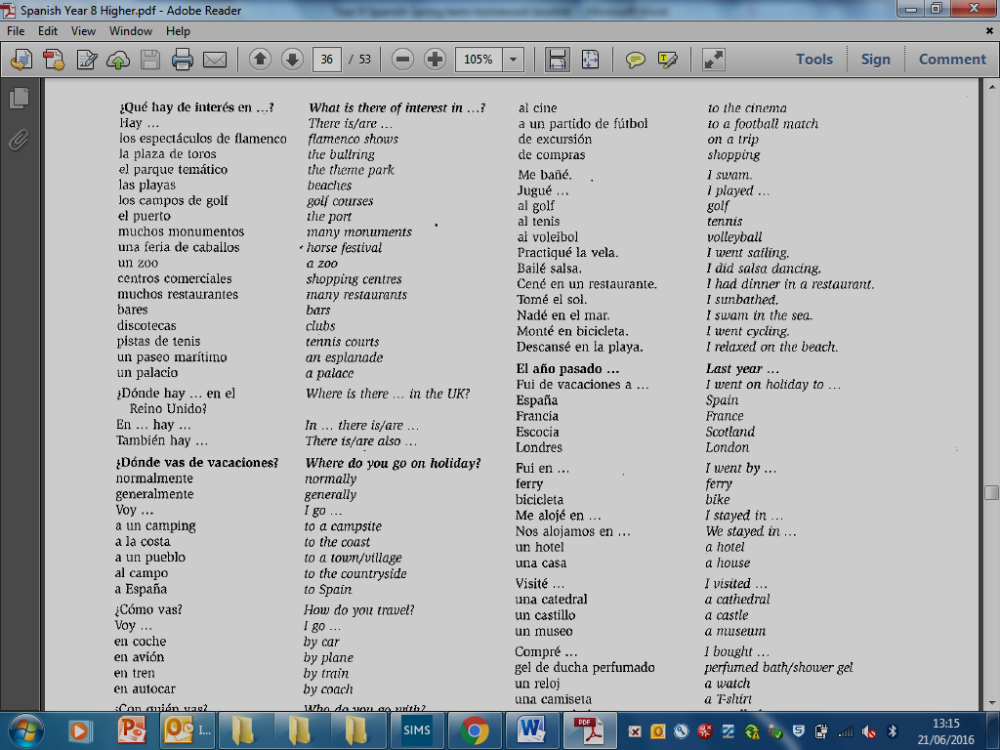 Spanish Year 8 Higher.pdf - Adobe Reader
File Edit View Window Help
36 / 53
105%
Tools Sign Comment
¿Qué hay de interés en …? What is there of interest in …?
Hay … There is/are …
los espectáculos de flamenco flamenco shows
la plaza de toros the bullring
el parque temático the theme park
las playas beaches
los campos de golf golf courses
el puerto the port
muchos monumentos many monuments
una feria de caballos horse festival
un zoo a zoo
centros comerciales shopping centres
muchos restaurantes many restaurants
bares bars
discotecas clubs
pistas de tenis tennis courts
un paseo marítimo an esplanade
un palacio a palace
¿Dónde hay … en el Where is there … in the UK?
Reino Unido?
En … hay … In … there is/are …
También hay … There is/are also …
¿Dónde vas de vacaciones? Where do you go on holiday?
normalmente normally
generalmente generally
Voy … I go …
a un camping to a campsite
a la costa to the coast
a un pueblo to a town/village
al campo to the countryside
a España to Spain
¿Cómo vas? How do you travel?
Voy … I go …
en coche by car
en avión by plane
en tren by train
en autocar by coach
¿Con quién vas? Who do you go with?
al cine to the cinema
a un partido de fútbol to a football match
de excursión on a trip
de compras shopping
Me bañé. I swam.
Jugué … I played …
al golf golf
al tenis tennis
al voleibol volleyball
Practiqué la vela. I went sailing.
Bailé salsa. I did salsa dancing.
Cené en un restaurante. I had dinner in a restaurant.
Tomé el sol. I sunbathed.
Nadé en el mar. I swam in the sea.
Monté en bicicleta. I went cycling.
Descansé en la playa. I relaxed on the beach.
El año pasado … Last year …
Fui de vacaciones a … I went on holiday to …
España Spain
Francia France
Escocia Scotland
Londres London
Fui en … I went by …
ferry ferry
bicicleta bike
Me alojé en … I stayed in …
Nos alojamos en … We stayed in …
un hotel a hotel
una casa a house
Visité … I visited …
una catedral a cathedral
un castillo a castle
un museo a museum
Compré … I bought …
gel de ducha perfumado perfumed bath/shower gel
un reloj a watch
una camiseta a T-shirt
I...
SIMS
PDF
13:15
21/06/2016